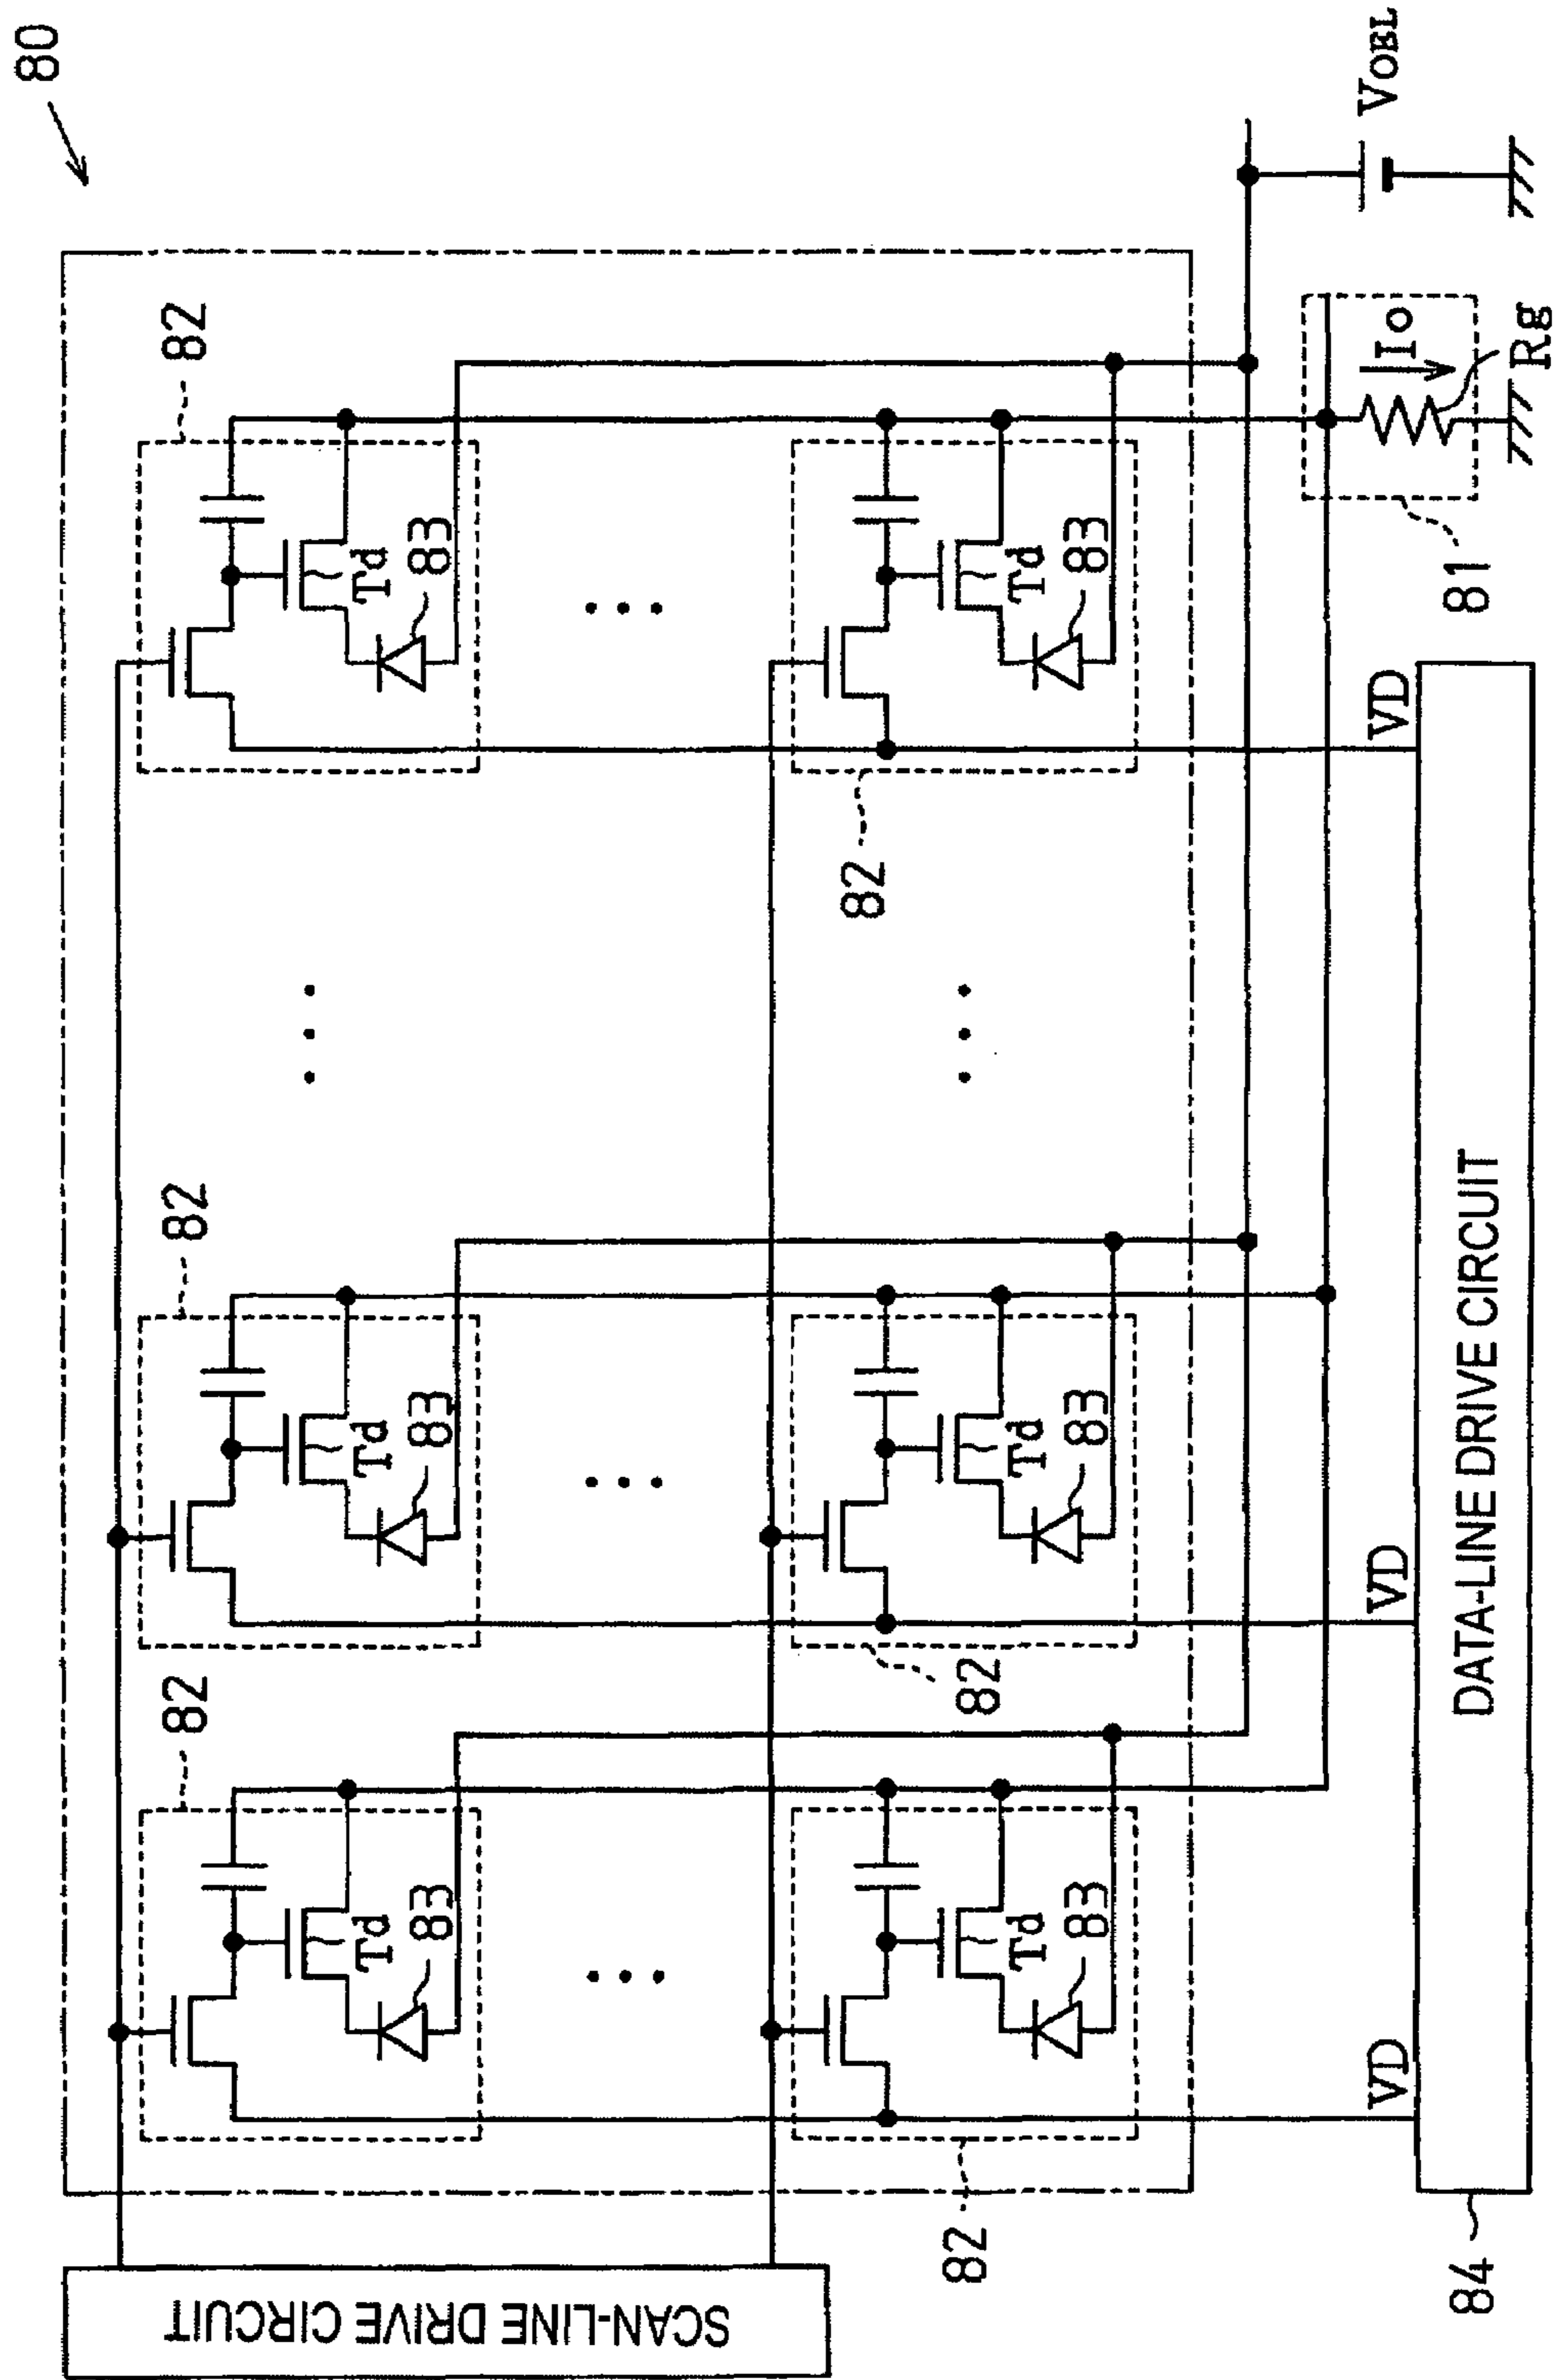 80
SCAN-LINE DRIVE CIRCUIT
82
82
82
Td
Td
Td
83
83
83
82
82
82
Td
Td
Td
83
83
83
VD
VD
VD
Io
VOEL
81
Rg
84
DATA-LINE DRIVE CIRCUIT